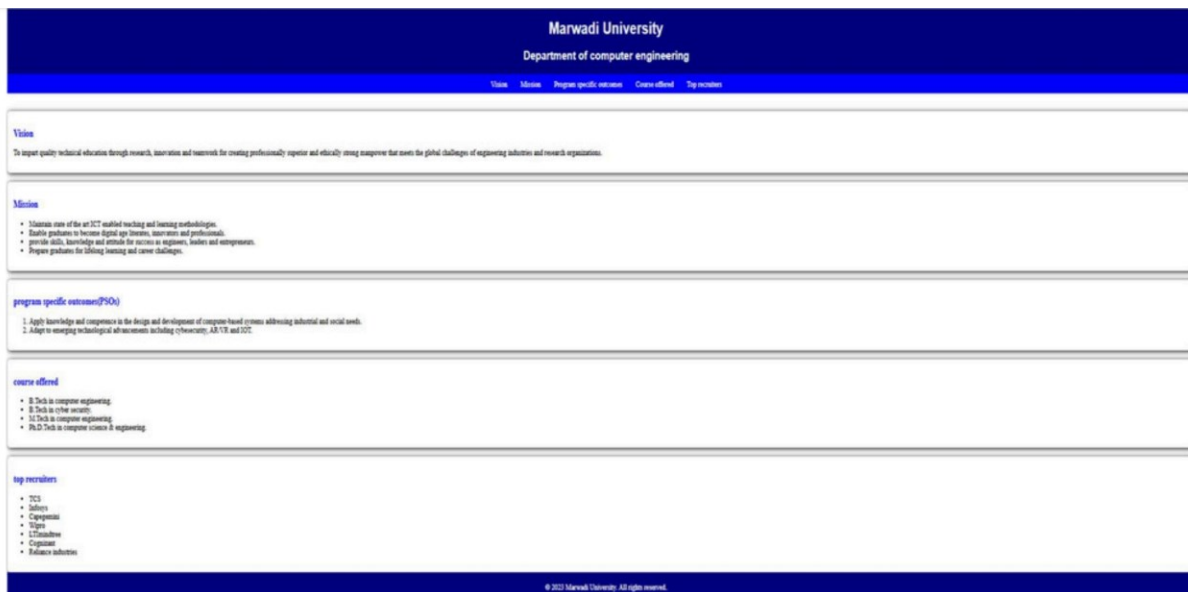 Marwadi University
Department of computer engineering
Vision Mission Program specific outcomes Course offered Top recruiters
Vision
To impart quality technical education through research, innovation and teamwork for creating professionally superior and ethically strong manpower that meets the global challenges of engineering industries and research organizations.
Mission
• Maintain state of the art ICT enabled teaching and learning methodologies.
• Enable graduates to become digital age literates, innovators and professionals.
• provide skills, knowledge and attitude for success as engineers, leaders and entrepreneurs.
• Prepare graduates for lifelong learning and career challenges.
program specific outcomes(PSOs)
1. Apply knowledge and competence in the design and development of computer-based systems addressing industrial and social needs.
2. Adapt to emerging technological advancements including cybesecurity, AR/VR and IOT.
course offered
• B.Tech in computer engineering.
• B.Tech in cyber security.
• M.Tech in computer engineering.
• Ph.D.Tech in computer science & engineering.
top recruiters
• TCS
• Infosys
• Capegemini
• Wipro
• LTImindtree
• Cognizant
• Reliance industries
© 2023 Marwadi University. All rights reserved.